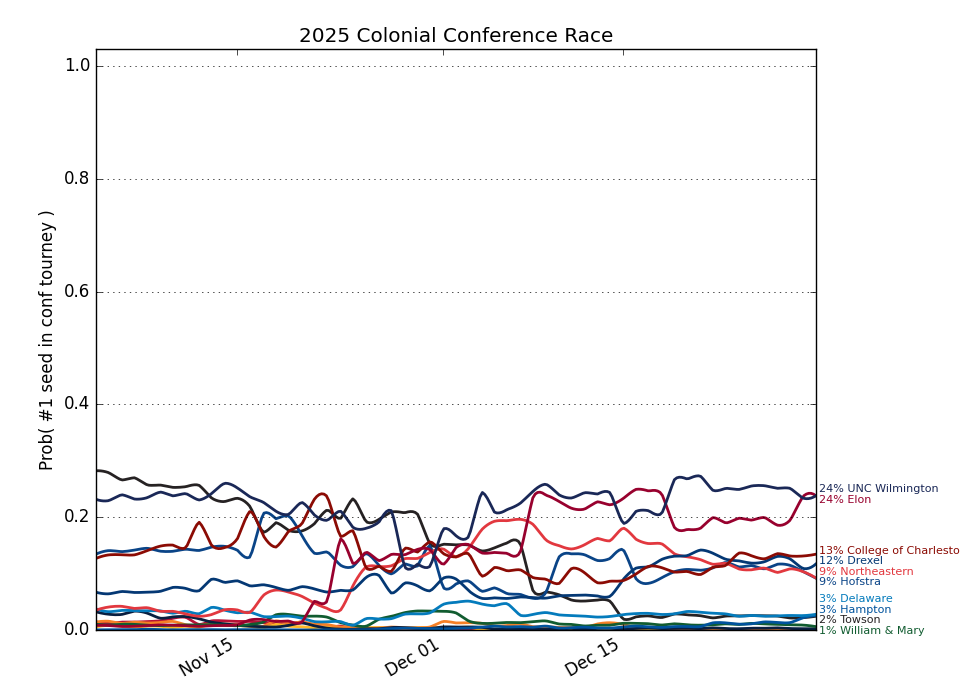 2025 Colonial Conference Race
Prob( #1 seed in conf tourney )
1.0
0.8
0.6
0.4
0.2
0.0
Nov 15
Dec 01
Dec 15
24% UNC Wilmington
24% Elon
13% College of Charlesto
12% Drexel
9% Northeastern
9% Hofstra
3% Delaware
3% Hampton
2% Towson
1% William & Mary